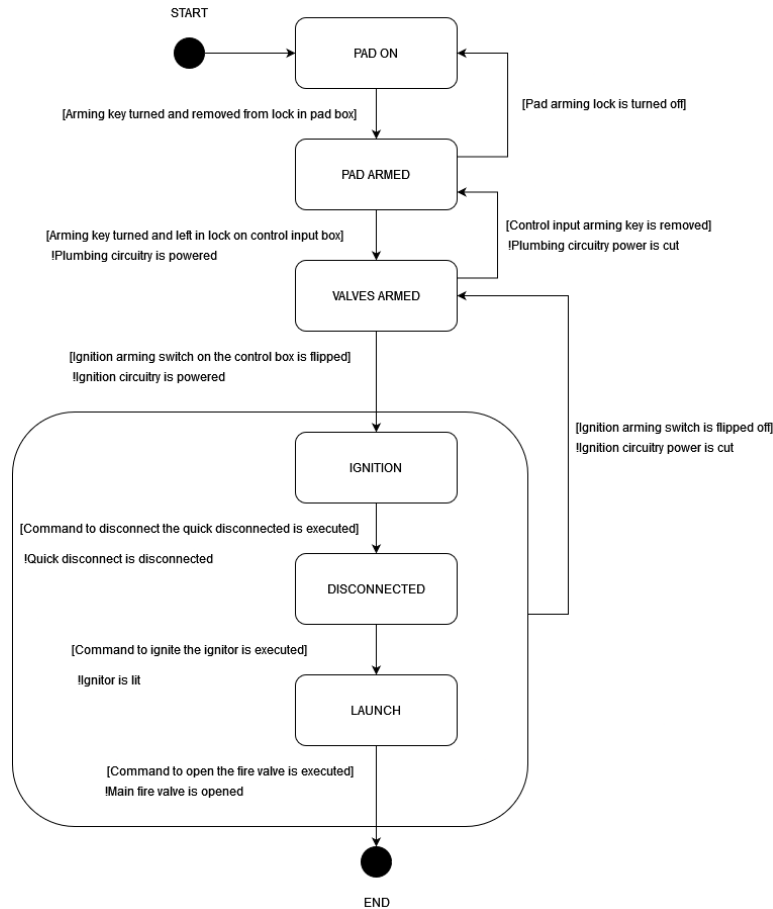 START
PAD ON
[Arming key turned and removed from lock in pad box]
[Pad arming lock is turned off]
PAD ARMED
[Arming key turned and left in lock on control input box]
!Plumbing circuitry is powered
[Control input arming key is removed]
!Plumbing circuitry power is cut
VALVES ARMED
[Ignition arming switch on the control box is flipped]
!Ignition circuitry is powered
[Ignition arming switch is flipped off]
!Ignition circuitry power is cut
IGNITION
[Command to disconnect the quick disconnected is executed]
!Quick disconnect is disconnected
DISCONNECTED
[Command to ignite the ignitor is executed]
!Ignitor is lit
LAUNCH
[Command to open the fire valve is executed]
!Main fire valve is opened
END